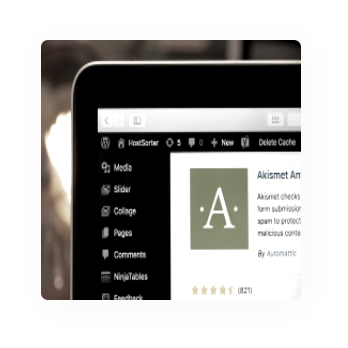 HostSorter 5 0 + New Delete Cache
Media
Slider
Collage
Pages
Comments
NinjaTables
Feedback
·A·
Akismet An
Akismet checks
form submission
spam to protect
malicious conte
By Automattic
(821)